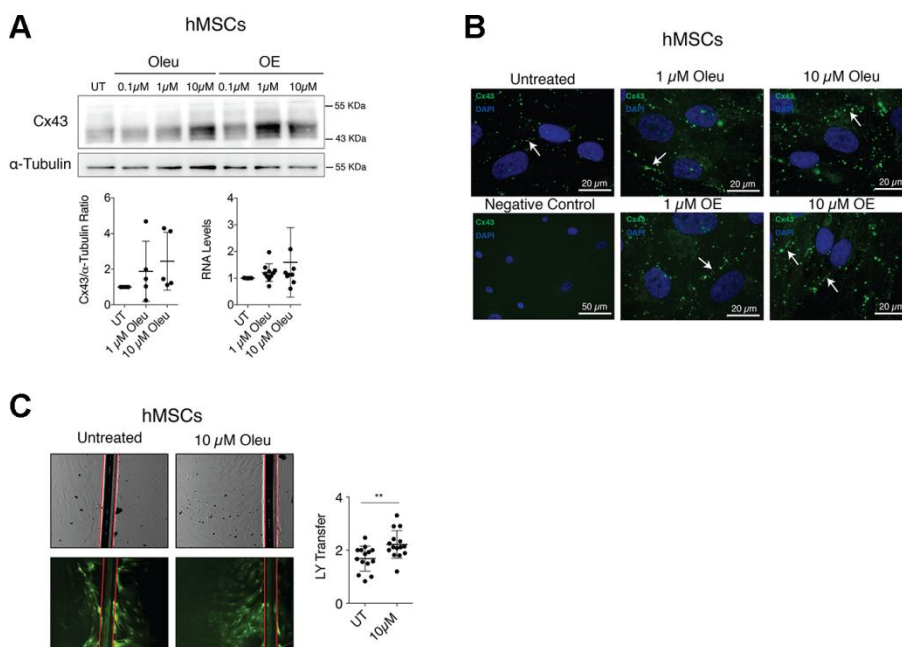 A
hMSCs
Oleu OE
UT 0.1µM 1µM 10µM 0.1µM 1µM 10µM
55 KDa
Cx43
43 KDa
α-Tubulin
55 KDa
Cx43/α-Tubulin Ratio
6
4
2
0
UT
1 µM Oleu
10 µM Oleu
RNA Levels
4
3
2
1
0
UT
1 µM Oleu
10 µM Oleu
B
hMSCs
Untreated 1 µM Oleu 10 µM Oleu
Cx43 Cx43 Cx43
DAPI DAPI DAPI
20 µm 20 µm 20 µm
Negative Control 1 µM OE 10 µM OE
Cx43 Cx43 Cx43
DAPI DAPI DAPI
50 µm 20 µm 20 µm
C
hMSCs
Untreated 10 µM Oleu
**
LY Transfer
4
2
0
UT
10µM